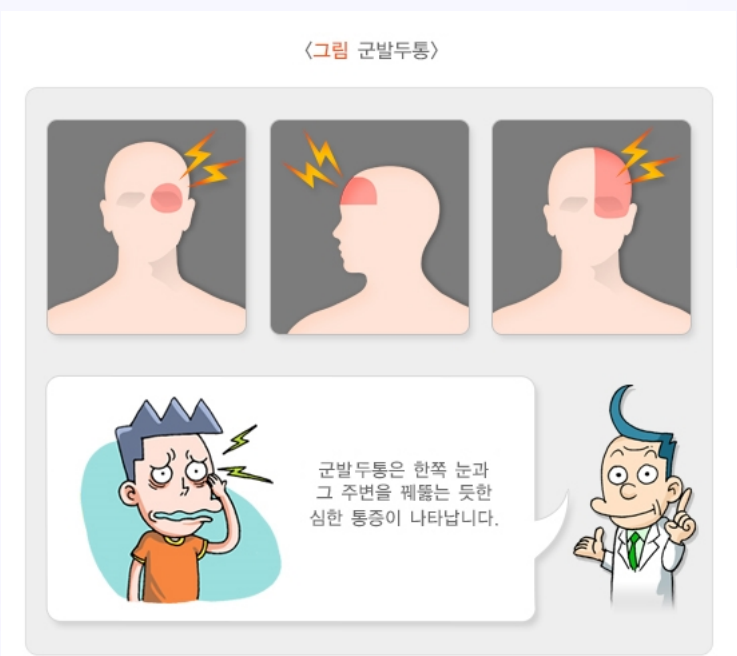 〈그림 군발두통〉
군발두통은 한쪽 눈과
그 주변을 꿰뚫는 듯한
심한 통증이 나타납니다.